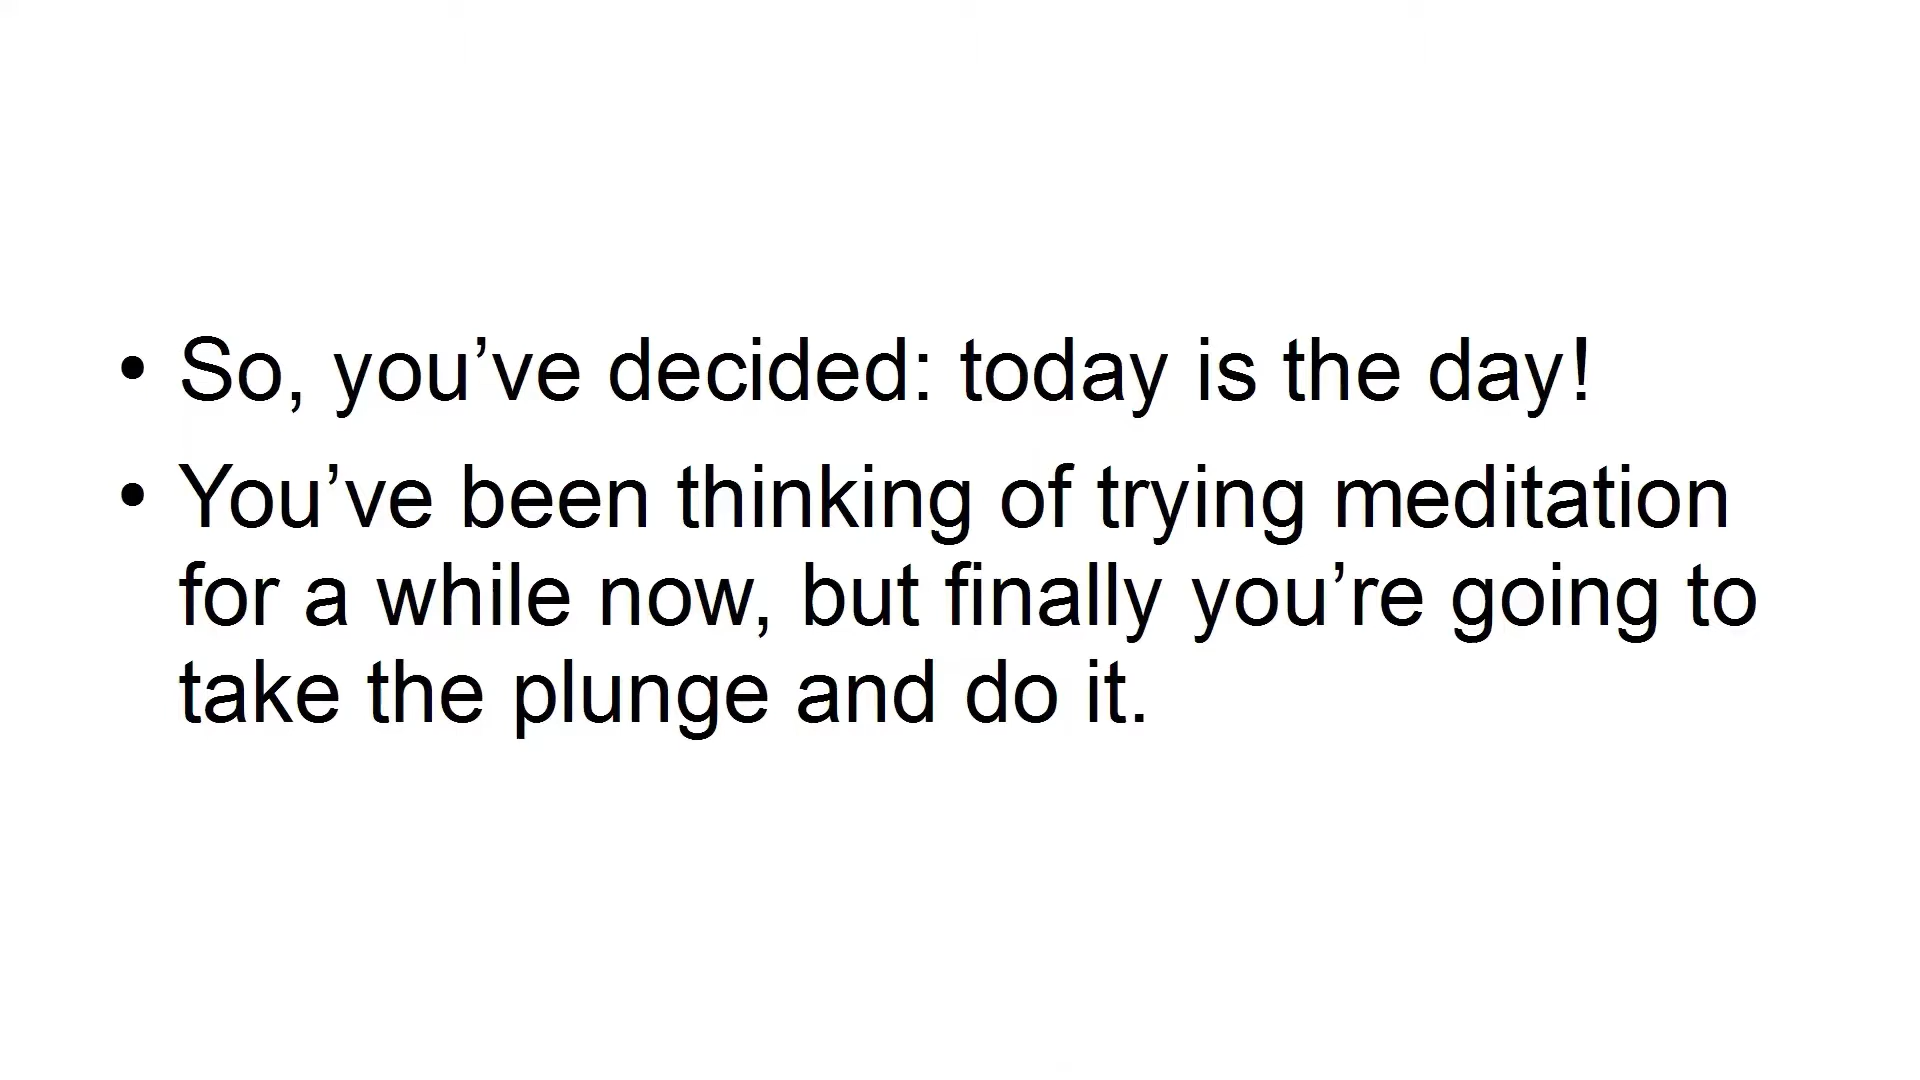 • So, you’ve decided: today is the day!
• You’ve been thinking of trying meditation
for a while now, but finally you’re going to
take the plunge and do it.